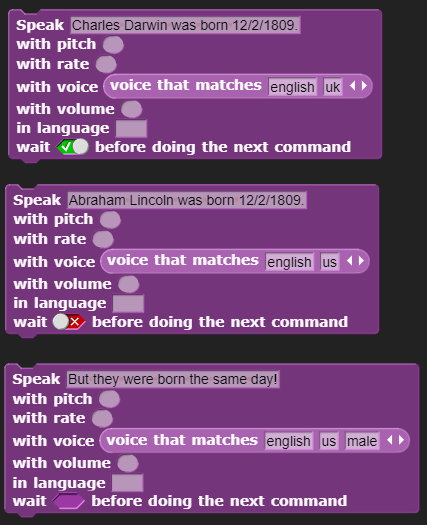 Speak Charles Darwin was born 12/2/1809.
with pitch
with rate
with voice voice that matches english uk
with volume
in language
wait before doing the next command
Speak Abraham Lincoln was born 12/2/1809.
with pitch
with rate
with voice voice that matches english us
with volume
in language
wait before doing the next command
Speak But they were born the same day!
with pitch
with rate
with voice voice that matches english us male
with volume
in language
wait before doing the next command